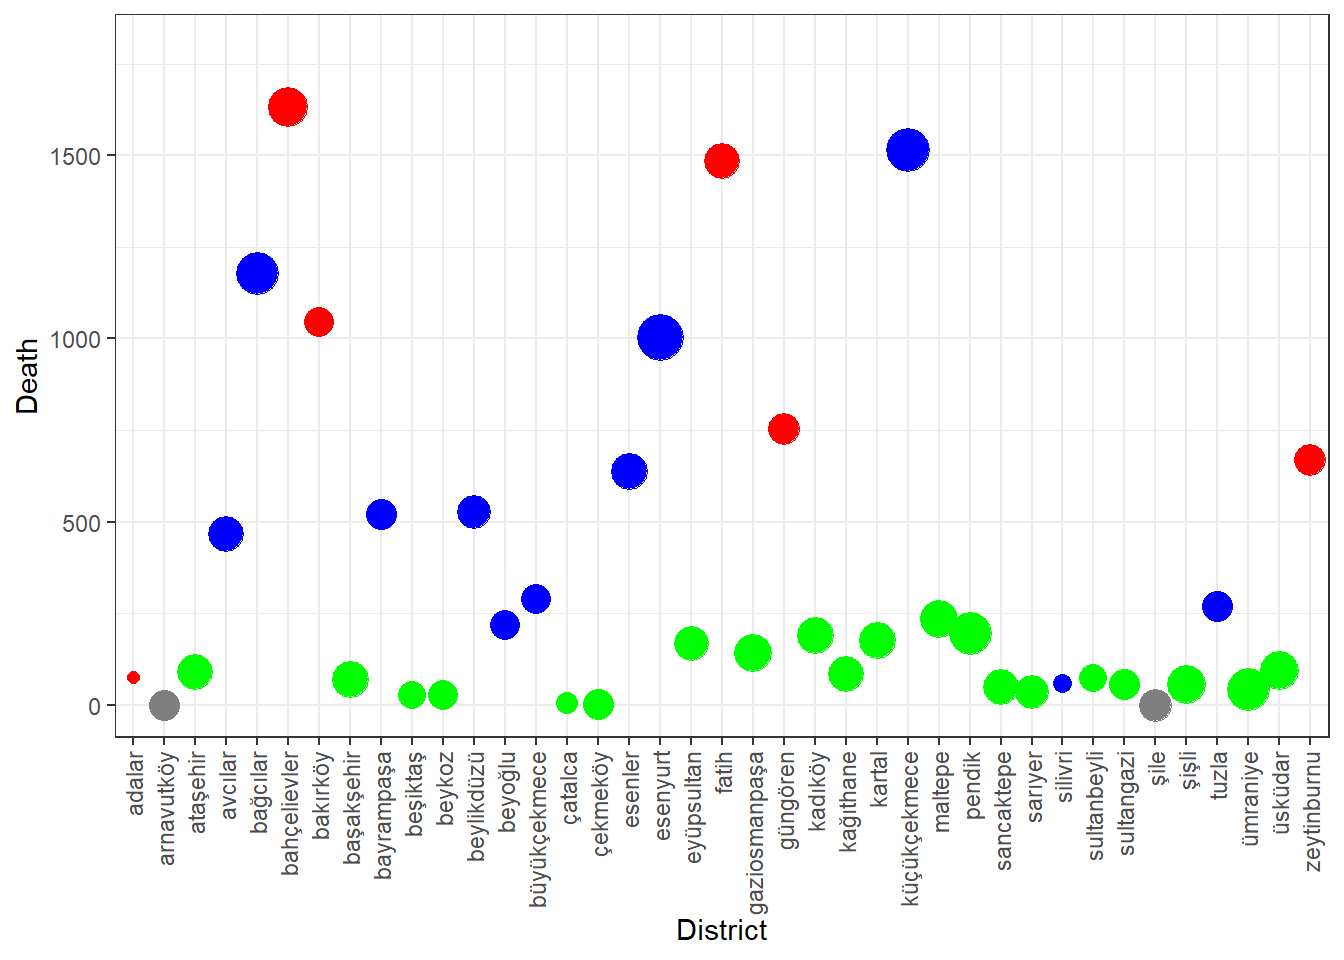 Death
1500
1000
500
0
adalar
arnavutköy
ataşehir
avcılar
bağcılar
bahçelievler
bakırköy
başakşehir
bayrampaşa
beşiktaş
beykoz
beylikdüzü
beyoğlu
büyükçekmece
çatalca
çekmeköy
esenler
esenyurt
eyüpsultan
fatih
gaziosmanpaşa
güngören
kadıköy
kağıthane
kartal
küçükçekmece
maltepe
pendik
sancaktepe
sarıyer
silivri
sultanbeyli
sultangazi
şile
şişli
tuzla
ümraniye
üsküdar
zeytinburnu
District